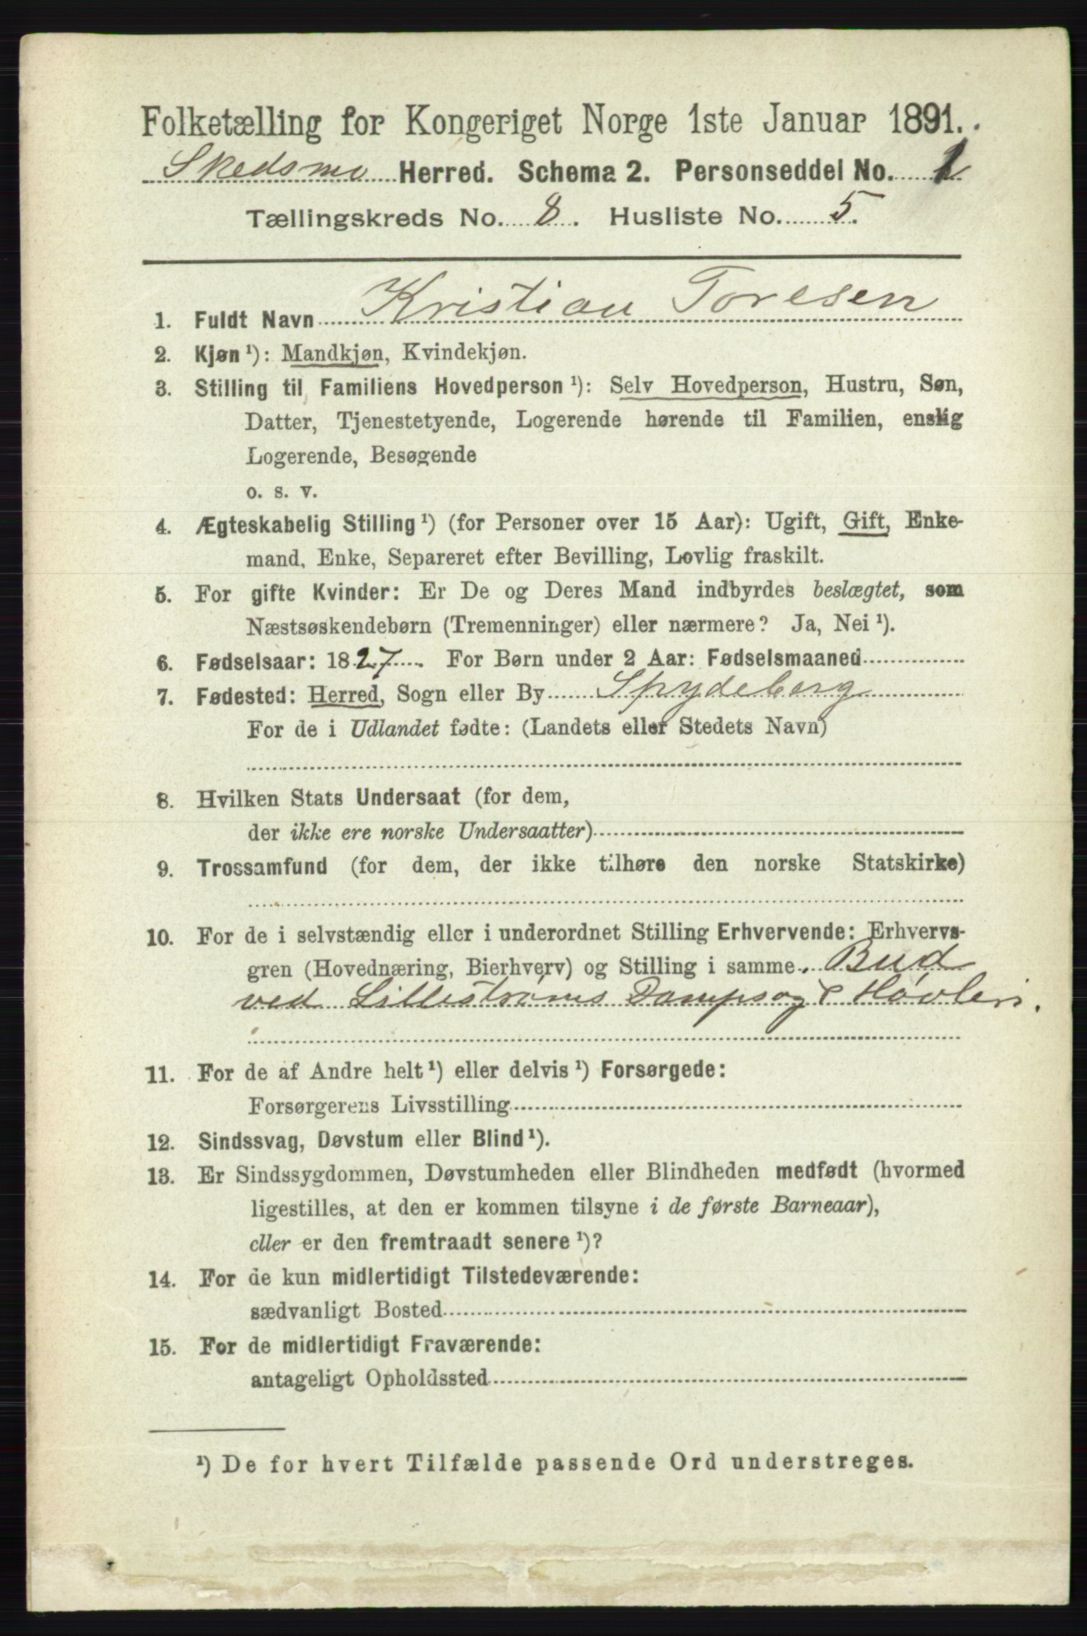 Folketælling for Kongeriget Norge 1ste Januar 1891.
Skedsmo Herred. Schema 2. Personseddel No. 1
Tællingskreds No. 8. Husliste No. 5.
1. Fuldt Navn Kristian Toresen
2. Kjøn ¹): Mandkjøn, Kvindekjøn.
3. Stilling til Familiens Hovedperson ¹): Selv Hovedperson, Hustru, Søn,
Datter, Tjenestetyende, Logerende hørende til Familien, enslig
Logerende, Besøgende
o. s. v.
4. Ægteskabelig Stilling ¹) (for Personer over 15 Aar): Ugift, Gift, Enke-
mand, Enke, Separeret efter Bevilling, Lovlig fraskilt.
5. For gifte Kvinder: Er De og Deres Mand indbyrdes beslægtet, som
Næstsøskendebørn (Tremenninger) eller nærmere? Ja, Nei ¹).
6. Fødselsaar: 1827. For Børn under 2 Aar: Fødselsmaaned
7. Fødested: Herred, Sogn eller By Spydeberg
For de i Udlandet fødte: (Landets eller Stedets Navn)
8. Hvilken Stats Undersaat (for dem,
der ikke ere norske Undersaatter)
9. Trossamfund (for dem, der ikke tilhøre den norske Statskirke)
10. For de i selvstændig eller i underordnet Stilling Erhvervende: Erhvervs-
gren (Hovednæring, Bierhverv) og Stilling i samme. Bud
ved Lillestrøms Dampsag & Høvleri.
11. For de af Andre helt ¹) eller delvis ¹) Forsørgede:
Forsørgerens Livsstilling
12. Sindssvag, Døvstum eller Blind ¹).
13. Er Sindssygdommen, Døvstumheden eller Blindheden medfødt (hvormed
ligestilles, at den er kommen tilsyne i de første Barneaar),
eller er den fremtraadt senere ¹)?
14. For de kun midlertidigt Tilstedeværende:
sædvanligt Bosted
15. For de midlertidigt Fraværende:
antageligt Opholdssted
¹) De for hvert Tilfælde passende Ord understreges.